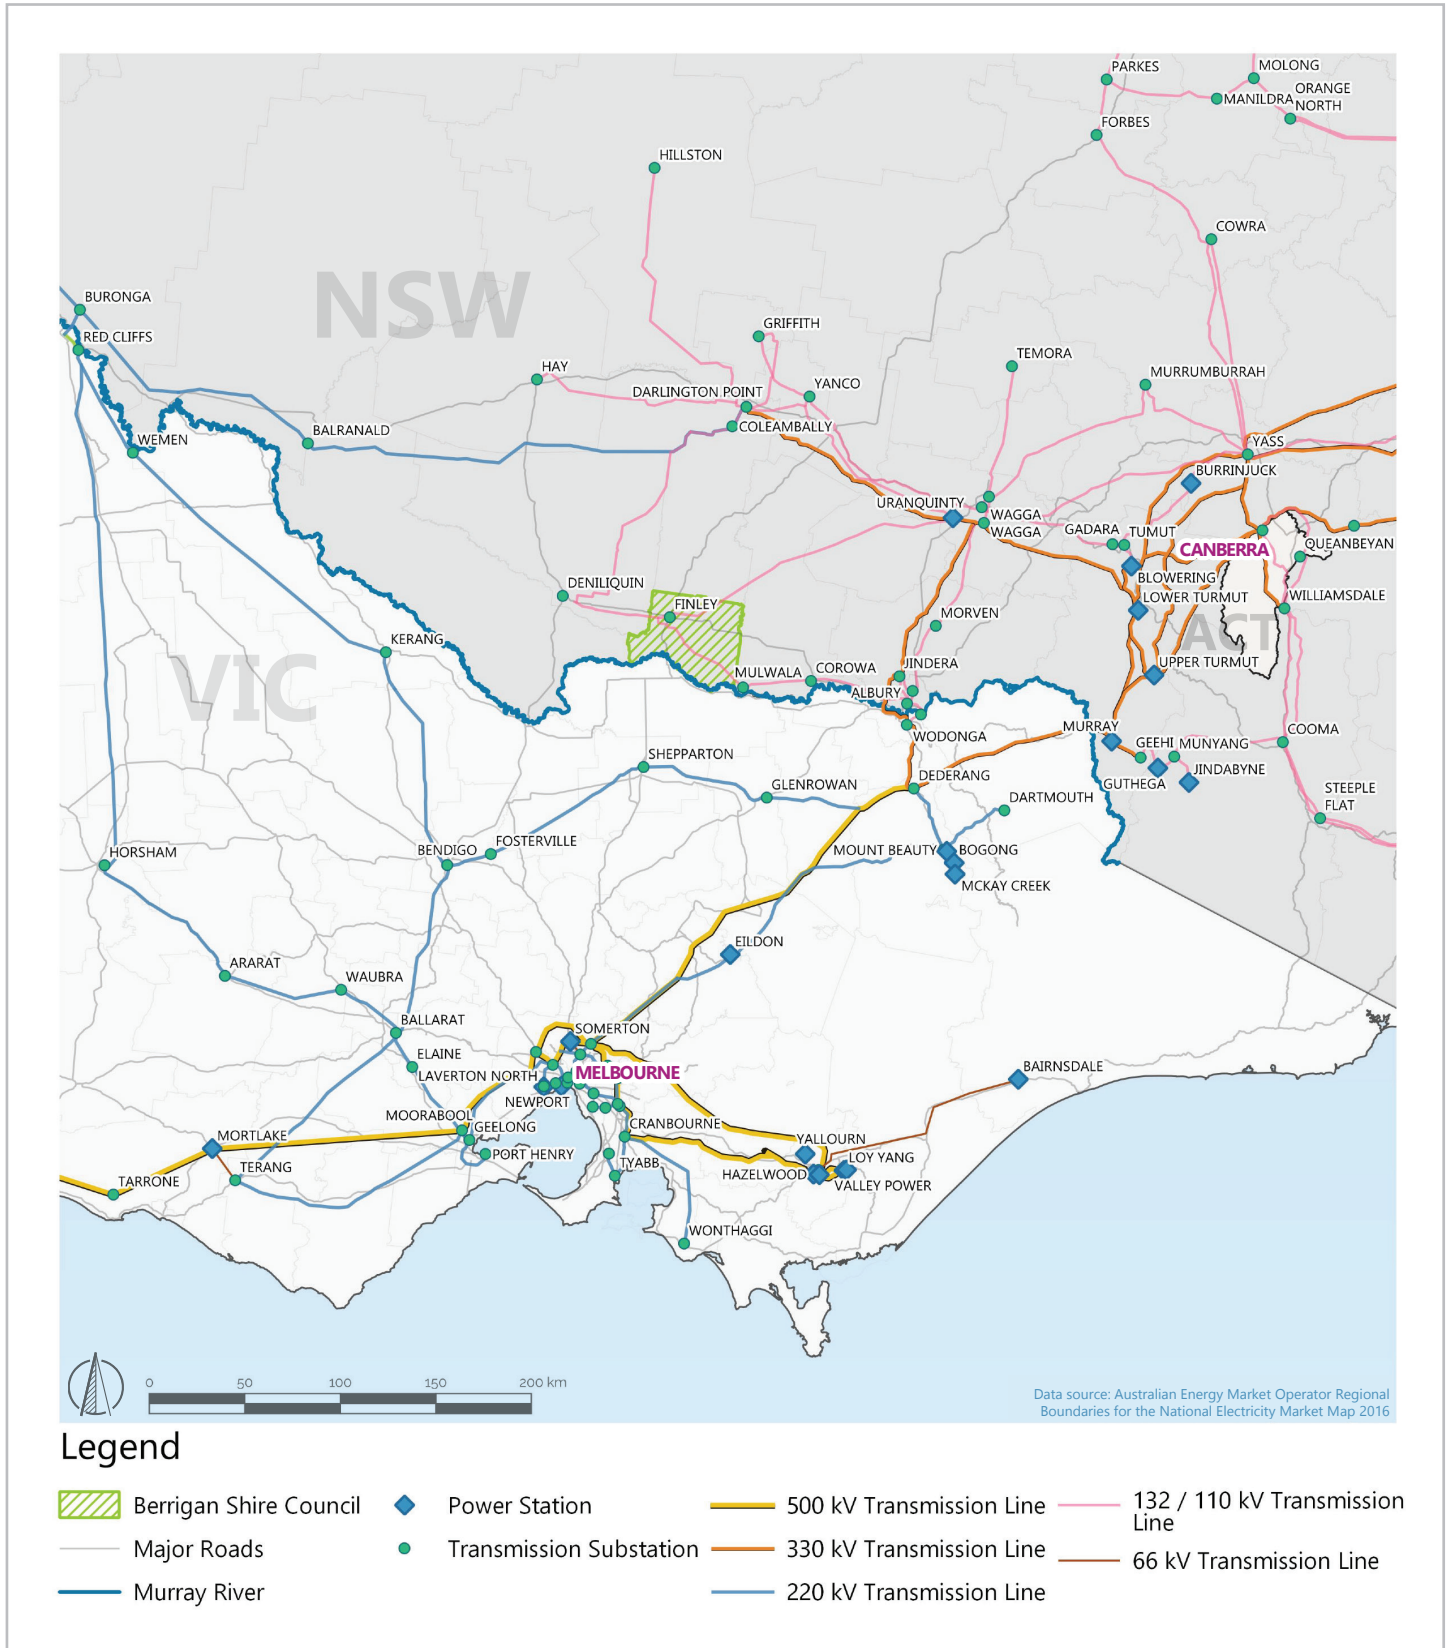 PARKES
MOLONG
MANILDRA
ORANGE
NORTH
FORBES
HILLSTON
COWRA
NSW
BURONGA
RED CLIFFS
GRIFFITH
HAY
TEMORA
DARLINGTON POINT
YANCO
MURRUMBURRAH
COLEAMBALLY
BALRANALD
WEMEN
YASS
BURRINJUCK
URANQUINTY
WAGGA
WAGGA
GADARA
TUMUT
CANBERRA
QUEANBEYAN
BLOWERING
LOWER TURMUT
WILLIAMSDALE
DENILIQUIN
FINLEY
MORVEN
ACT
KERANG
VIC
UPPER TURMUT
MULWALA
COROWA
JINDERA
ALBURY
WODONGA
MURRAY
GEEHI
MUNYANG
COOMA
GUTHEGA
JINDABYNE
SHEPPARTON
DEDERANG
GLENROWAN
DARTMOUTH
STEEPLE
FLAT
HORSHAM
BENDIGO
FOSTERVILLE
MOUNT BEAUTY
BOGONG
MCKAY CREEK
EILDON
ARARAT
WAUBRA
BALLARAT
SOMERTON
ELAINE
LAVERTON NORTH
MELBOURNE
BAIRNSDALE
NEWPORT
MOORABOOL
GEELONG
CRANBOURNE
MORTLAKE
YALLOURN
PORT HENRY
TERANG
TYABB
LOY YANG
HAZELWOOD
VALLEY POWER
TARRONE
WONTHAGGI
0 50 100 150 200 km
Data source: Australian Energy Market Operator Regional
Boundaries for the National Electricity Market Map 2016
Legend
Berrigan Shire Council
Major Roads
Murray River
Power Station
Transmission Substation
500 kV Transmission Line
330 kV Transmission Line
220 kV Transmission Line
132 / 110 kV Transmission
Line
66 kV Transmission Line